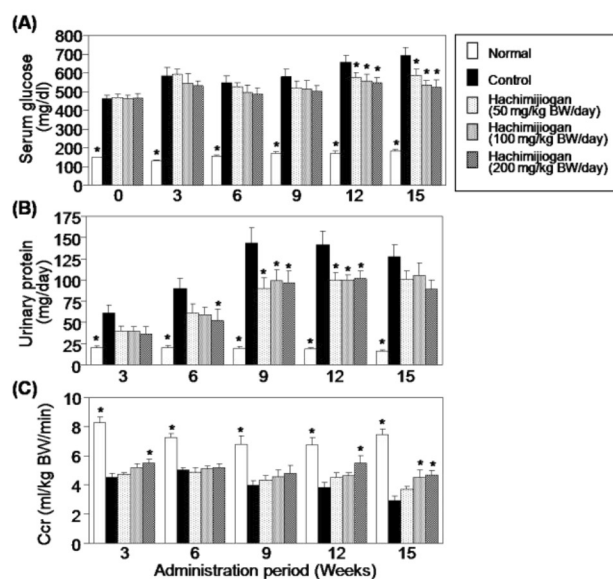 (A)
Serum glucose
(mg/dl)
800
700
600
500
400
300
200
100
0
* * * * * * * * * * * *
0 3 6 9 12 15
Normal
Control
Hachimijiogan
(50 mg/kg BW/day)
Hachimijiogan
(100 mg/kg BW/day)
Hachimijiogan
(200 mg/kg BW/day)
(B)
Urinary protein
(mg/day)
175
150
125
100
75
50
25
0
* * * * * * * * * * * *
3 6 9 12 15
(C)
Ccr (ml/kg BW/min)
10
8
6
4
2
0
* * * * * * * * *
3 6 9 12 15
Administration period (Weeks)